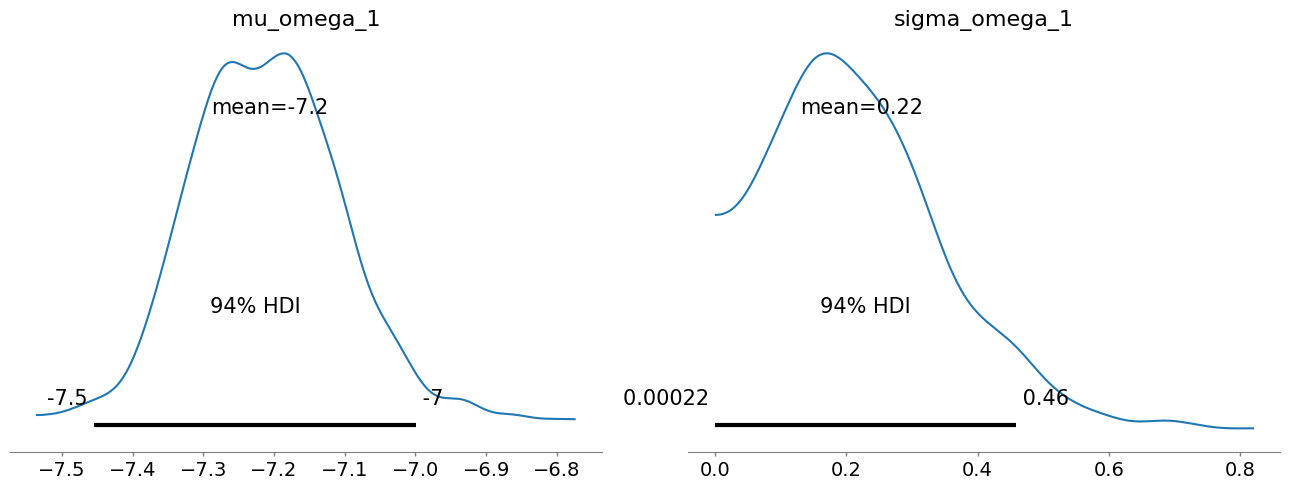 mu_omega_1
mean=-7.2
94% HDI
-7.5
-7
−7.5 −7.4 −7.3 −7.2 −7.1 −7.0 −6.9 −6.8
sigma_omega_1
mean=0.22
94% HDI
0.00022
0.46
0.0 0.2 0.4 0.6 0.8